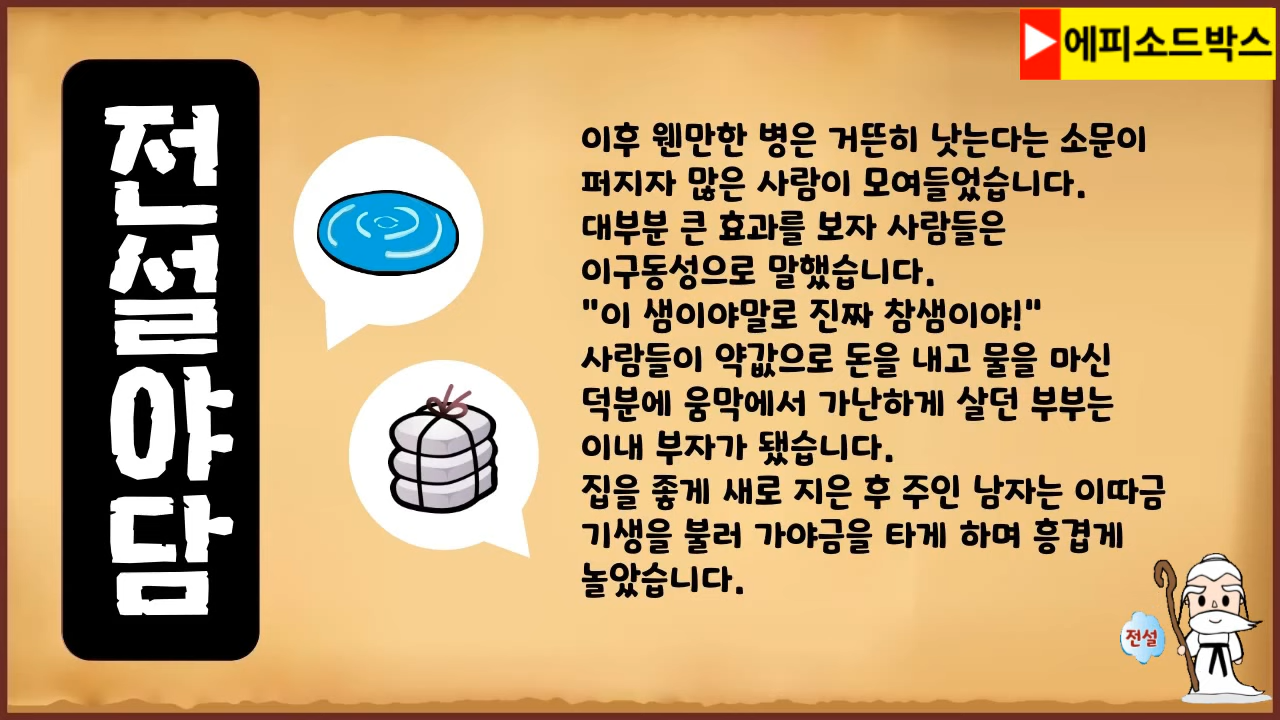 에피소드박스
전설야담
이후 웬만한 병은 거뜬히 낫는다는 소문이
퍼지자 많은 사람이 모여들었습니다.
대부분 큰 효과를 보자 사람들은
이구동성으로 말했습니다.
"이 샘이야말로 진짜 참샘이야!"
사람들이 약값으로 돈을 내고 물을 마신
덕분에 움막에서 가난하게 살던 부부는
이내 부자가 됐습니다.
집을 좋게 새로 지은 후 주인 남자는 이따금
기생을 불러 가야금을 타게 하며 흥겹게
놀았습니다.
전설